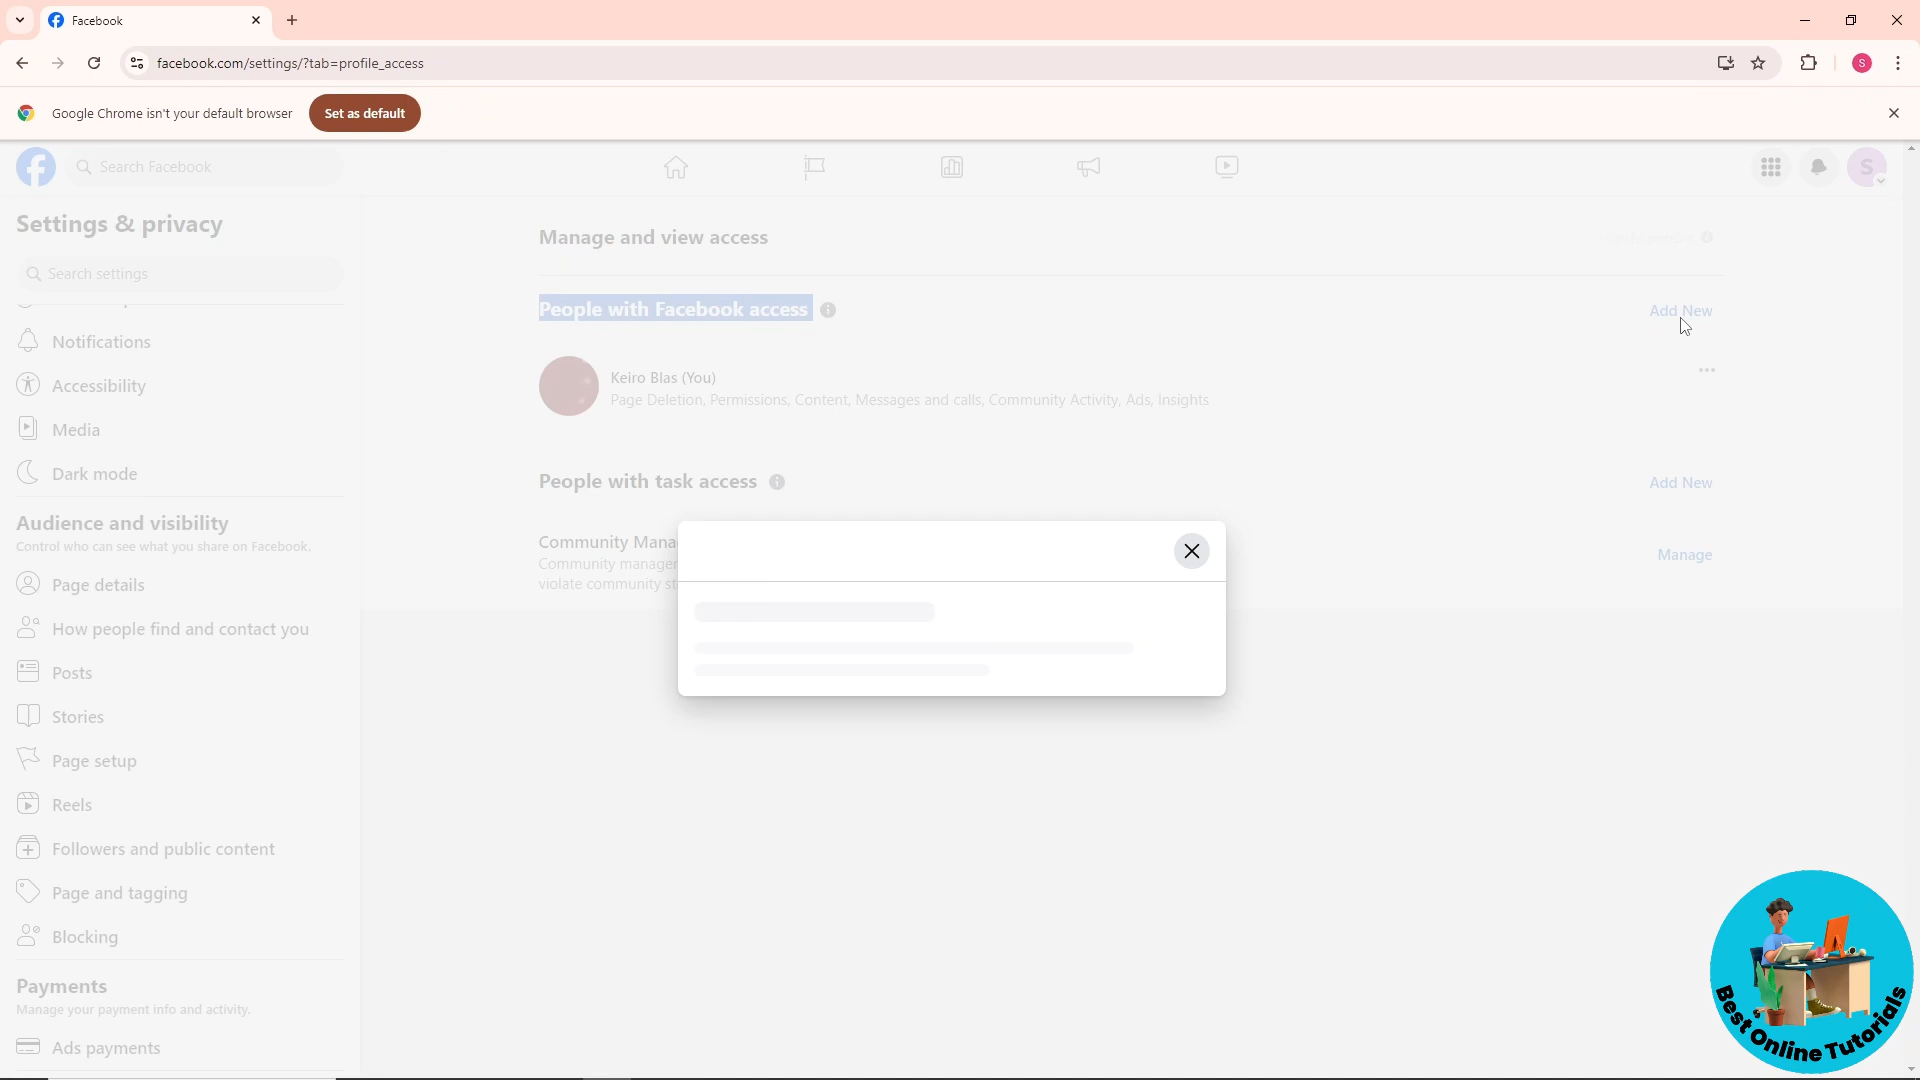 Facebook
facebook.com/settings/?tab=profile_access
S
Google Chrome isn't your default browser
Set as default
Search Facebook
S
Settings & privacy
Search settings
Notifications
Accessibility
Media
Dark mode
Audience and visibility
Control who can see what you share on Facebook.
Page details
How people find and contact you
Posts
Stories
Page setup
Reels
Followers and public content
Page and tagging
Blocking
Payments
Manage your payment info and activity.
Ads payments
Manage and view access
People with Facebook access
Add New
Keiro Blas (You)
Page Deletion, Permissions, Content, Messages and calls, Community Activity, Ads, Insights
People with task access
Add New
Community Mana
Community manager
violate community st
Manage
Best Online Tutorials